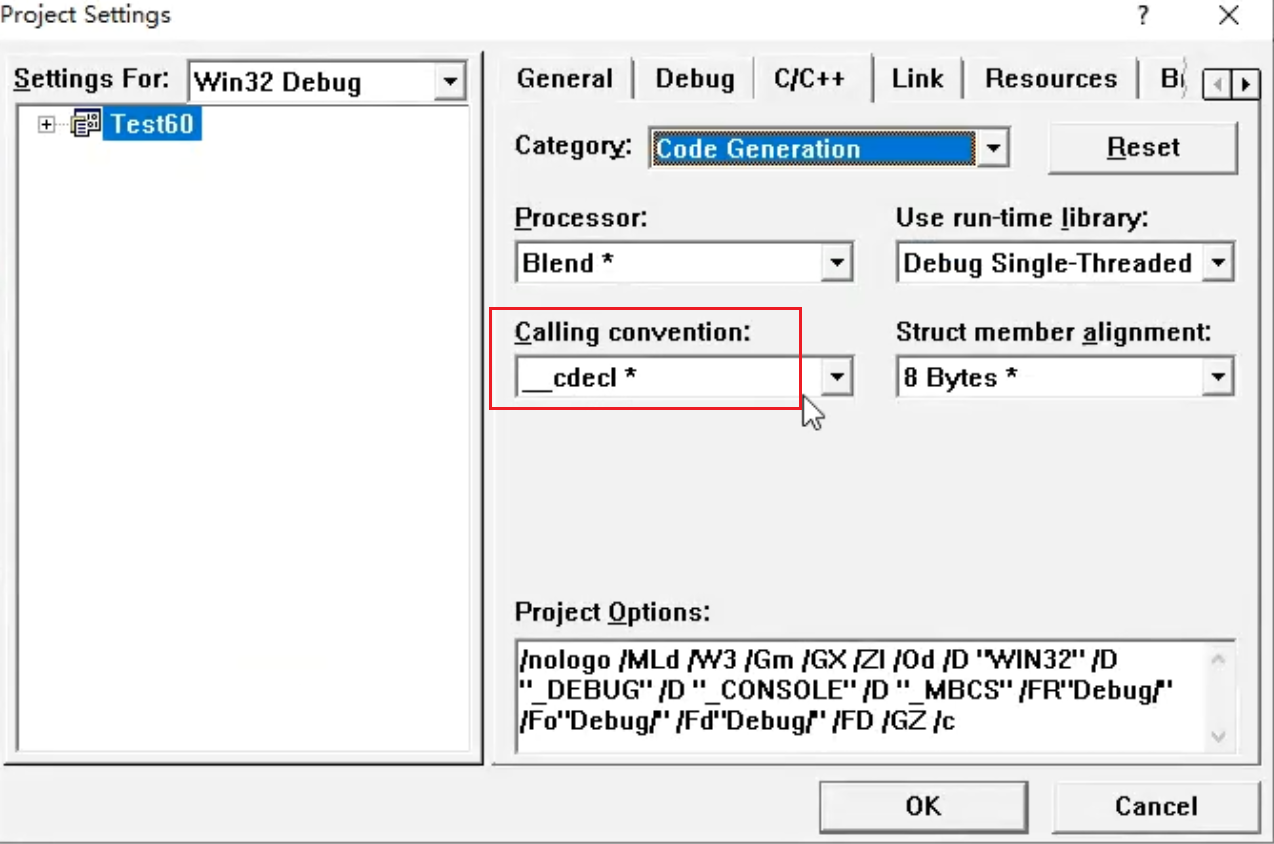 Project Settings
?
Settings For:
Win32 Debug
Test60
General
Debug
C/C++
Link
Resources
Category:
Code Generation
Reset
Processor:
Use run-time library:
Blend *
Debug Single-Threaded
Calling convention:
Struct member alignment:
__cdecl *
8 Bytes *
Project Options:
/nologo /MLd /W3 /Gm /GX /ZI /Od /D "WIN32" /D
"_DEBUG" /D "_CONSOLE" /D "_MBCS" /FR"Debug/"
/Fo"Debug/" /Fd"Debug/" /FD /GZ /c
OK
Cancel